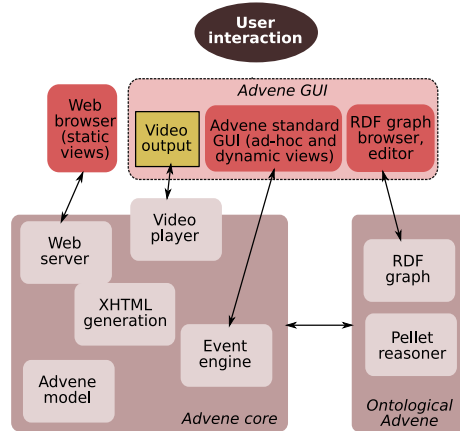 User
interaction
Advene GUI
Web
browser
(static
views)
Video
output
Advene standard
GUI (ad-hoc and
dynamic views)
RDF graph
browser,
editor
Video
player
Web
server
RDF
graph
XHTML
generation
Event
engine
Pellet
reasoner
Advene
model
Advene core
Ontological
Advene